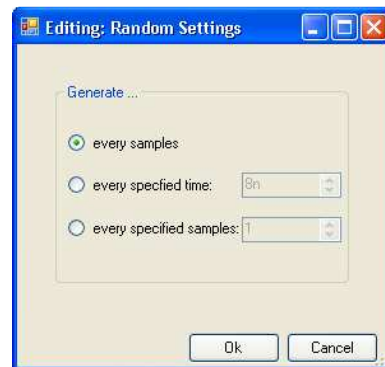 Editing: Random Settings
Generate ...
every samples
every specfied time: 8n
every specified samples: 1
Ok Cancel